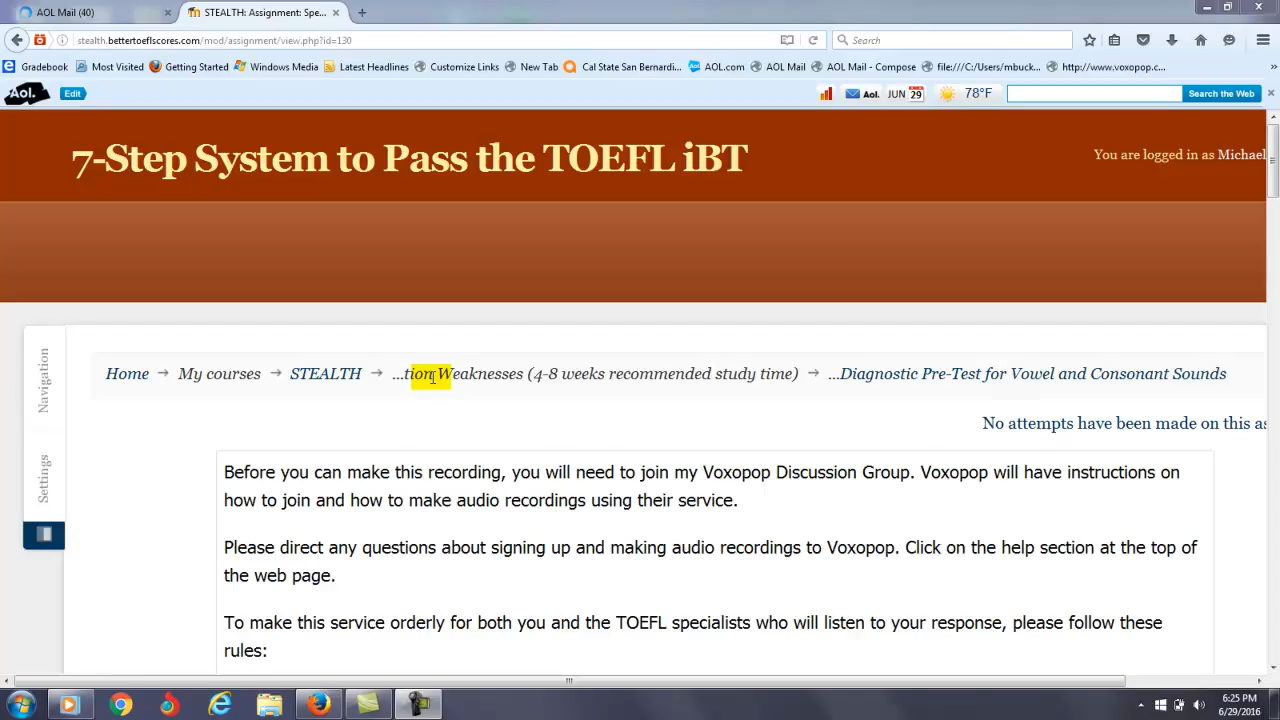 AOL Mail (40)
STEALTH: Assignment: Spe...
stealth.bettertoeflscores.com/mod/assignment/view.php?id=130
Search
Gradebook
Most Visited
Getting Started
Windows Media
Latest Headlines
Customize Links
New Tab
Cal State San Bernardi...
AOL.com
AOL Mail
AOL Mail - Compose
file:///C:/Users/mbuck...
http://www.voxopop.c...
Aol.
Edit
Aol.
JUN 29
78°F
Search the Web
7-Step System to Pass the TOEFL iBT
You are logged in as Michael
Navigation
Settings
Home → My courses → STEALTH → ...tion Weaknesses (4-8 weeks recommended study time) → ...Diagnostic Pre-Test for Vowel and Consonant Sounds
No attempts have been made on this as
Before you can make this recording, you will need to join my Voxopop Discussion Group. Voxopop will have instructions on
how to join and how to make audio recordings using their service.
Please direct any questions about signing up and making audio recordings to Voxopop. Click on the help section at the top of
the web page.
To make this service orderly for both you and the TOEFL specialists who will listen to your response, please follow these
rules:
6:25 PM
6/29/2016